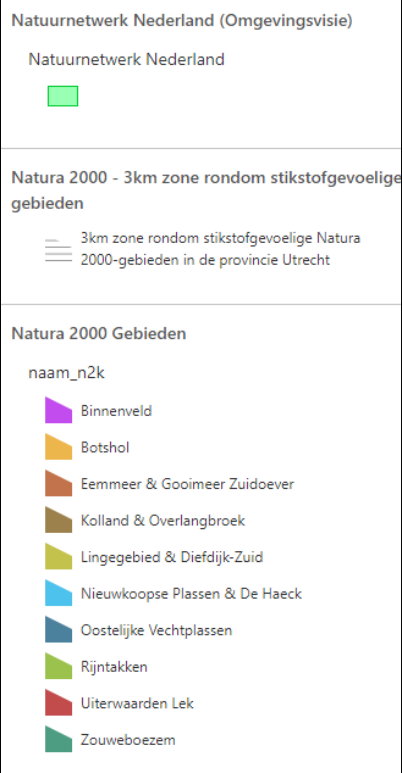 Natuurnetwerk Nederland (Omgevingsvisie)
Natuurnetwerk Nederland
Natura 2000 - 3km zone rondom stikstofgevoelige
gebieden
3km zone rondom stikstofgevoelige Natura
2000-gebieden in de provincie Utrecht
Natura 2000 Gebieden
naam_n2k
Binnenveld
Botshol
Eemmeer & Gooimeer Zuidoever
Kolland & Overlangbroek
Lingegebied & Diefdijk-Zuid
Nieuwkoopse Plassen & De Haeck
Oostelijke Vechtplassen
Rijntakken
Uiterwaarden Lek
Zouweboezem